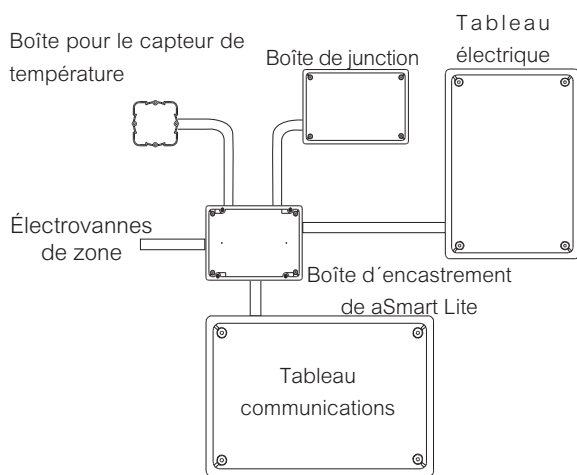 Boîte pour le capteur de
température
Boîte de junction
Tableau
électrique
Électrovannes
de zone
Boîte d´encastrement
de aSmart Lite
Tableau
communications